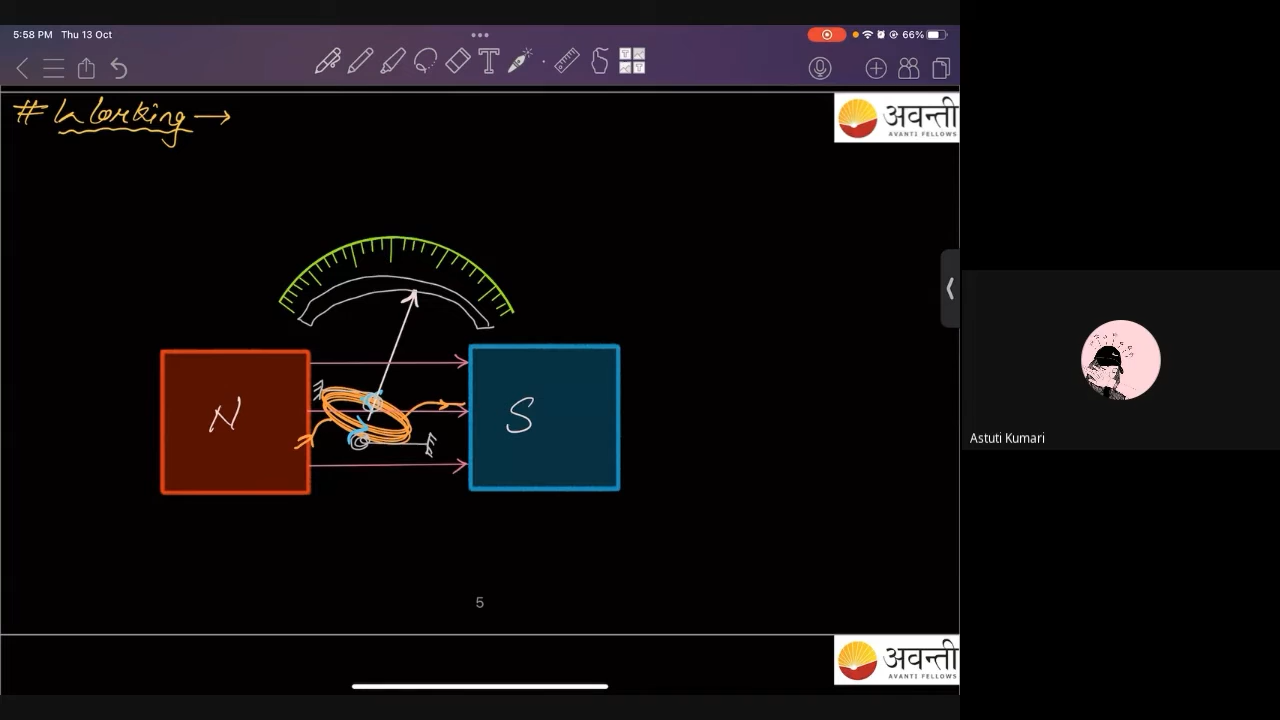 5:58 PM Thu 13 Oct
66%
# Working →
अवन्ती
AVANTI FELLOWS
N
S
Astuti Kumari
5
अवन्ती
AVANTI FELLOWS